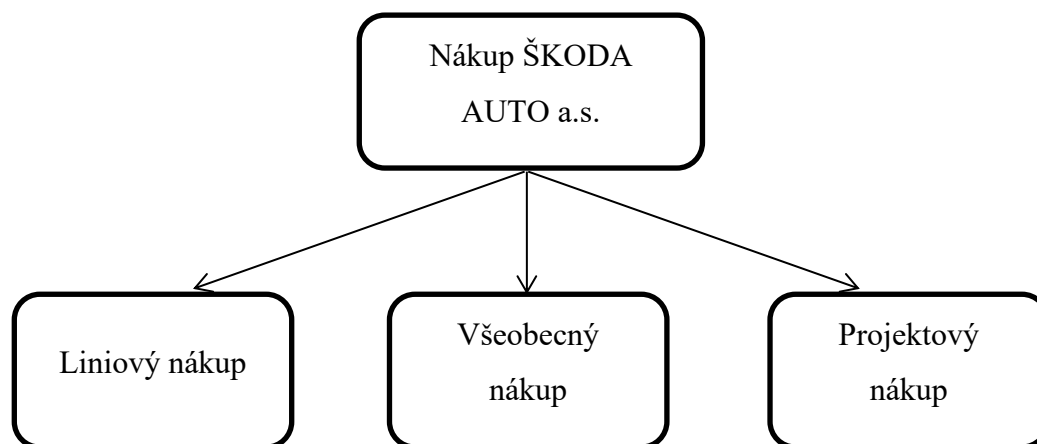 Nákup ŠKODA
AUTO a.s.
Liniový nákup
Všeobecný
nákup
Projektový
nákup